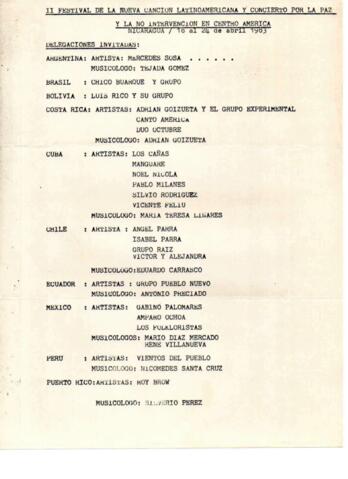 II FESTIVAL DE LA NUEVA CANCION LATINOAMERICANA Y CONCIERTO POR LA PAZ
Y LA NO INTERVENCION EN CENTRO AMERICA
NICARAGUA / 18 al 24 de abril 1983
DELEGACIONES INVITADAS:
ARGENTINA: ARTISTA: MERCEDES SOSA . . . . . .
MUSICOLOGO: TEJADA GOMEZ
BRASIL : CHICO BUARQUE Y GRUPO
BOLIVIA : LUIS RICO Y SU GRUPO
COSTA RICA: ARTISTAS: ADRIAN GOIZUETA Y EL GRUPO EXPERIMENTAL
CANTO AMERICA
DUO OCTUBRE
MUSICOLOGO: ADRIAN GOIZUETA
CUBA : ARTISTAS: LOS CAÑAS
MANGUARE
NOEL NICOLA
PABLO MILANES
SILVIO RODRIGUEZ
VICENTE FELIU
MUSICOLOGO: MARIA TERESA LINARES
CHILE : ARTISTA : ANGEL PARRA
ISABEL PARRA
GRUPO RAIZ
VICTOR Y ALEJANDRA
MUSICOLOGO:EDUARDO CARRASCO
ECUADOR : ARTISTAS : GRUPO PUEBLO NUEVO
MUSICOLOGO: ANTONIO PRECIADO
MEXICO : ARTISTAS: GABINO PALOMARES
AMPARO OCHOA
LOS FOLKLORISTAS
MUSICOLOGOS: MARIO DIAZ MERCADO
RENE VILLANUEVA
PERU : ARTISTAS: VIENTOS DEL PUEBLO
MUSICOLOGO: NICOMEDES SANTA CRUZ
PUERTO RICO:ARTISTAS: ROY BROW
MUSICOLOGO: SILVERIO PEREZ